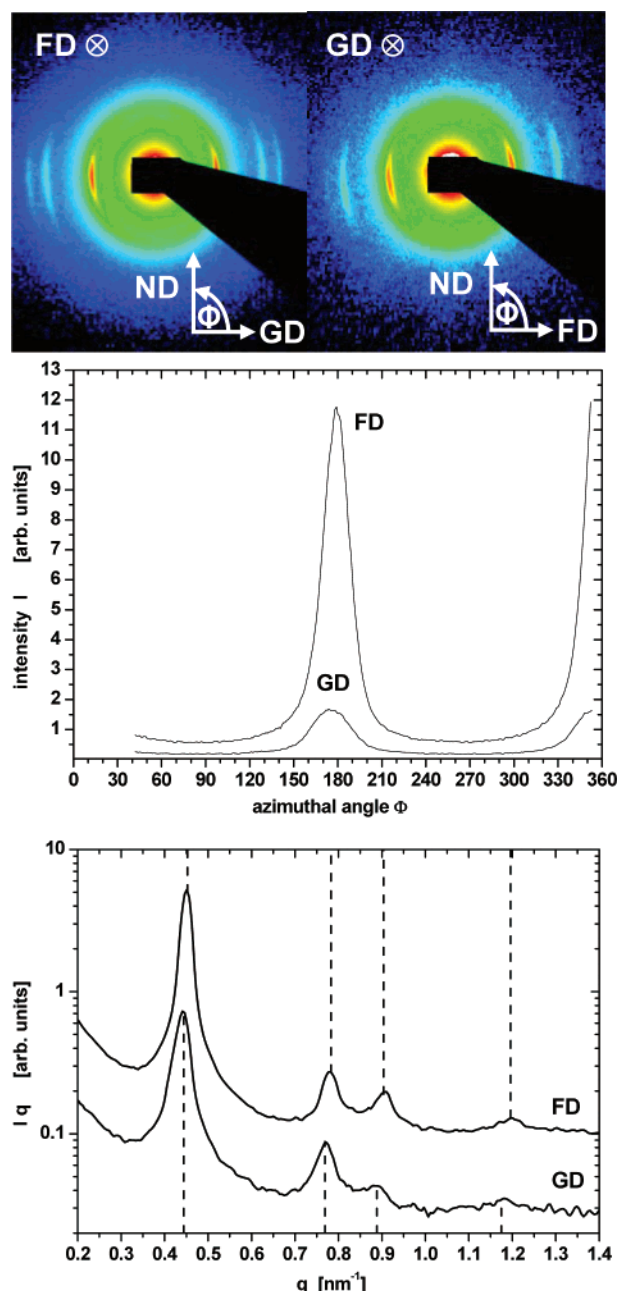 FD ⊗
GD ⊗
ND
Φ
GD
ND
Φ
FD
13
12
11
10
9
8
7
6
5
4
3
2
1
intensity I [arb. units]
FD
GD
0 30 60 90 120 150 180 210 240 270 300 330 360
azimuthal angle Φ
10
1
0.1
I q [arb. units]
FD
GD
0.2 0.3 0.4 0.5 0.6 0.7 0.8 0.9 1.0 1.1 1.2 1.3 1.4
q [nm⁻¹]